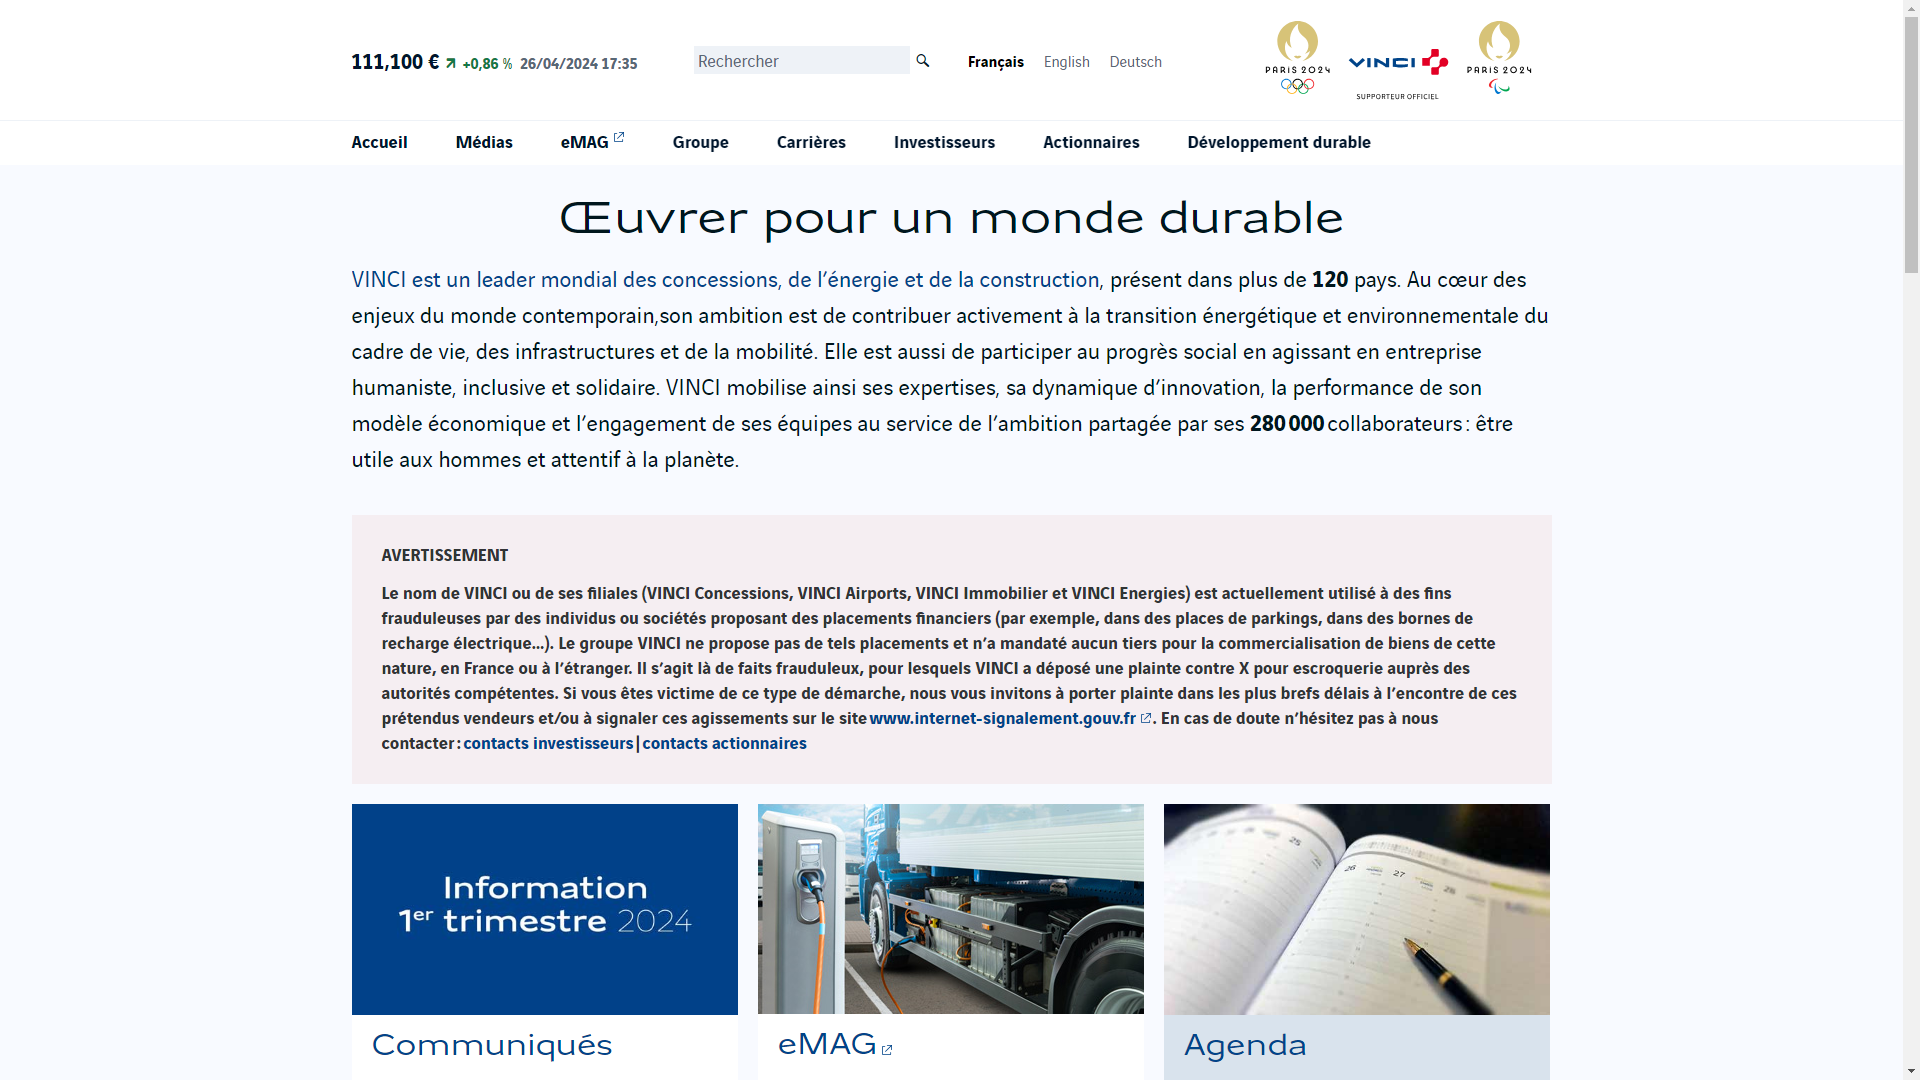 111,100 € +0,86 % 26/04/2024 17:35
Rechercher
Français English Deutsch
PARIS 2024
VINCI
SUPPORTEUR OFFICIEL
PARIS 2024
Accueil Médias eMAG Groupe Carrières Investisseurs Actionnaires Développement durable
Œuvrer pour un monde durable
VINCI est un leader mondial des concessions, de l’énergie et de la construction, présent dans plus de 120 pays. Au cœur des
enjeux du monde contemporain,son ambition est de contribuer activement à la transition énergétique et environnementale du
cadre de vie, des infrastructures et de la mobilité. Elle est aussi de participer au progrès social en agissant en entreprise
humaniste, inclusive et solidaire. VINCI mobilise ainsi ses expertises, sa dynamique d’innovation, la performance de son
modèle économique et l’engagement de ses équipes au service de l’ambition partagée par ses 280 000 collaborateurs : être
utile aux hommes et attentif à la planète.
AVERTISSEMENT
Le nom de VINCI ou de ses filiales (VINCI Concessions, VINCI Airports, VINCI Immobilier et VINCI Energies) est actuellement utilisé à des fins
frauduleuses par des individus ou sociétés proposant des placements financiers (par exemple, dans des places de parkings, dans des bornes de
recharge électrique…). Le groupe VINCI ne propose pas de tels placements et n’a mandaté aucun tiers pour la commercialisation de biens de cette
nature, en France ou à l’étranger. Il s’agit là de faits frauduleux, pour lesquels VINCI a déposé une plainte contre X pour escroquerie auprès des
autorités compétentes. Si vous êtes victime de ce type de démarche, nous vous invitons à porter plainte dans les plus brefs délais à l’encontre de ces
prétendus vendeurs et/ou à signaler ces agissements sur le site www.internet-signalement.gouv.fr . En cas de doute n’hésitez pas à nous
contacter : contacts investisseurs | contacts actionnaires
Information
1er trimestre 2024
25
26
27
28
Communiqués
eMAG
Agenda